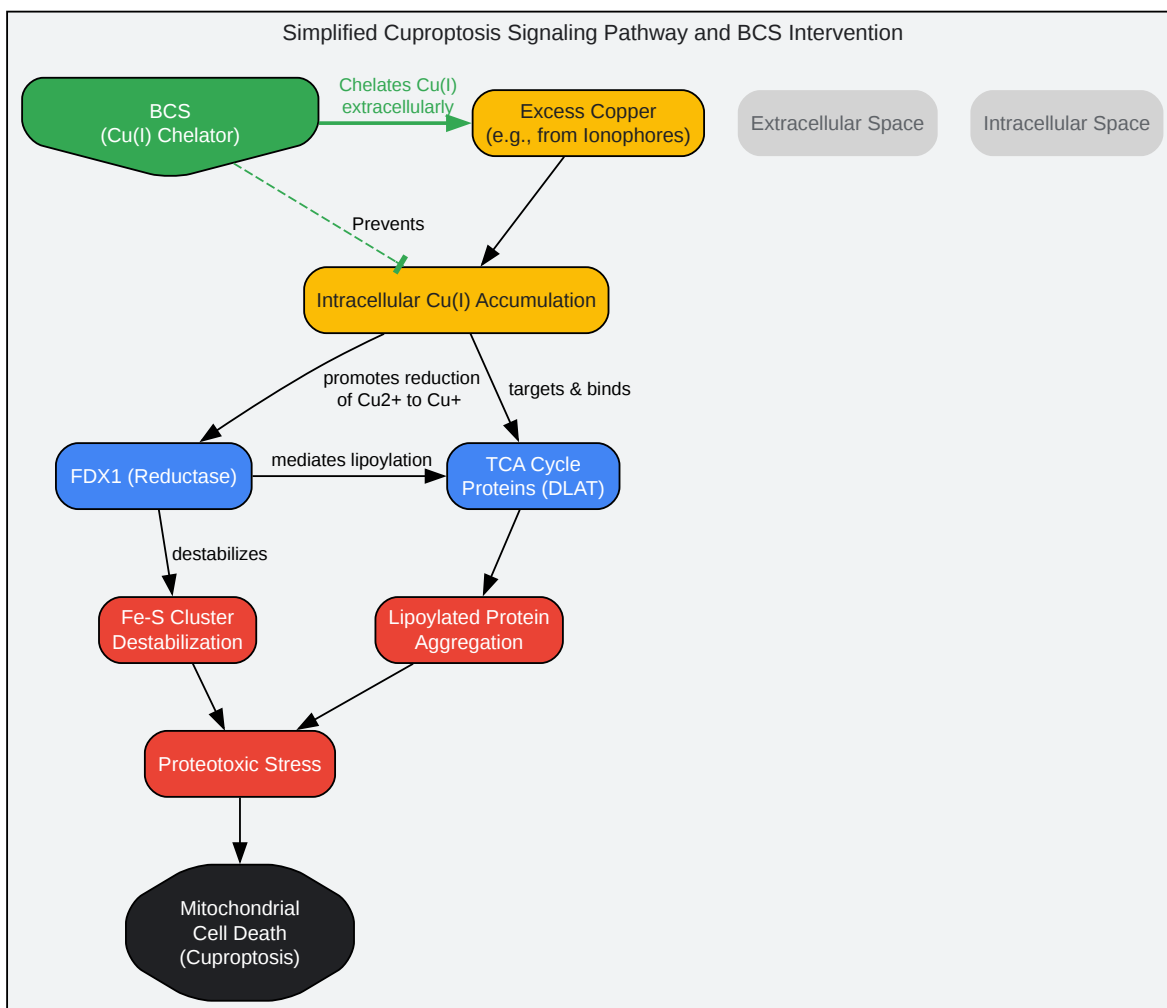 Simplified Cuproptosis Signaling Pathway and BCS Intervention
BCS
(Cu(I) Chelator)
Chelates Cu(I)
extracellularly
Excess Copper
(e.g., from Ionophores)
Extracellular Space
Intracellular Space
Prevents
Intracellular Cu(I) Accumulation
promotes reduction
of Cu2+ to Cu+
targets & binds
FDX1 (Reductase)
mediates lipoylation
TCA Cycle
Proteins (DLAT)
destabilizes
Fe-S Cluster
Destabilization
Lipoylated Protein
Aggregation
Proteotoxic Stress
Mitochondrial
Cell Death
(Cuproptosis)